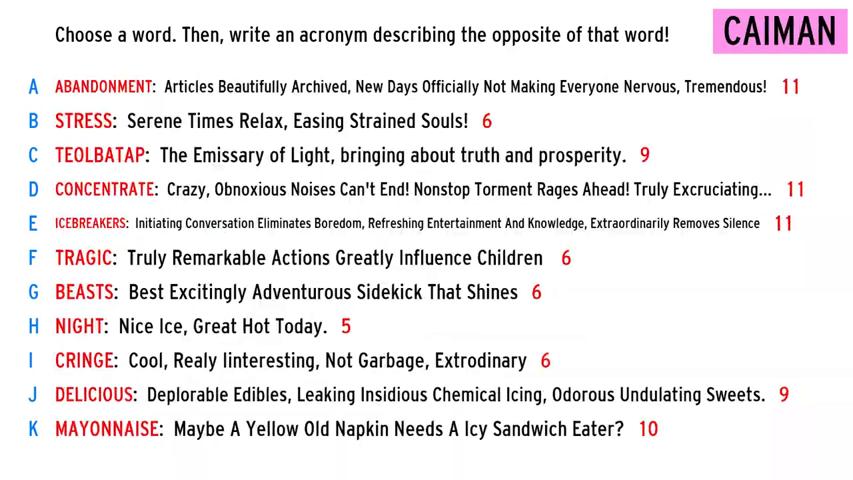 Choose a word. Then, write an acronym describing the opposite of that word!
CAIMAN
A ABANDONMENT: Articles Beautifully Archived, New Days Officially Not Making Everyone Nervous, Tremendous! 11
B STRESS: Serene Times Relax, Easing Strained Souls! 6
C TEOLBATAP: The Emissary of Light, bringing about truth and prosperity. 9
D CONCENTRATE: Crazy, Obnoxious Noises Can't End! Nonstop Torment Rages Ahead! Truly Excruciating... 11
E ICEBREAKERS: Initiating Conversation Eliminates Boredom, Refreshing Entertainment And Knowledge, Extraordinarily Removes Silence 11
F TRAGIC: Truly Remarkable Actions Greatly Influence Children 6
G BEASTS: Best Excitingly Adventurous Sidekick That Shines 6
H NIGHT: Nice Ice, Great Hot Today. 5
I CRINGE: Cool, Realy Iinteresting, Not Garbage, Extrodinary 6
J DELICIOUS: Deplorable Edibles, Leaking Insidious Chemical Icing, Odorous Undulating Sweets. 9
K MAYONNAISE: Maybe A Yellow Old Napkin Needs A Icy Sandwich Eater? 10